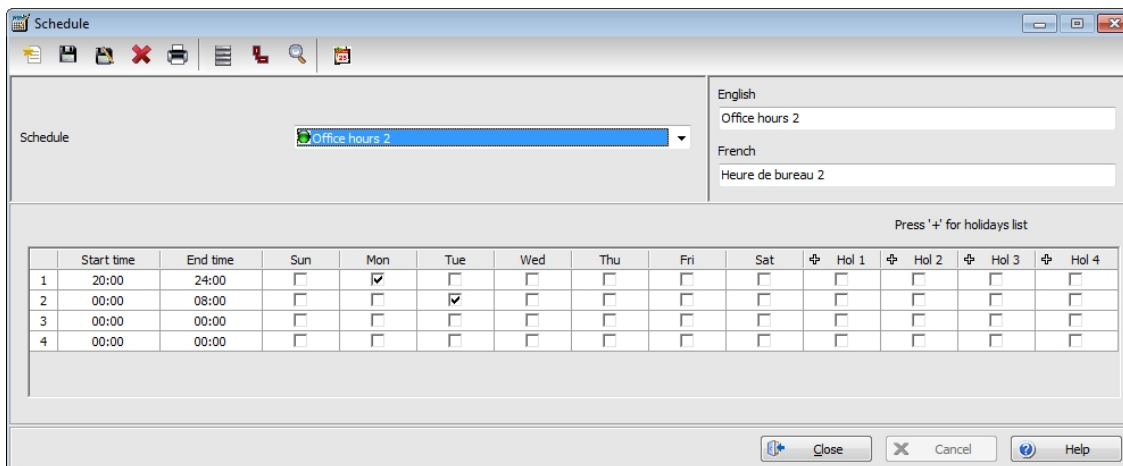 Schedule
English
Office hours 2
Schedule Office hours 2
French
Heure de bureau 2
Press '+' for holidays list
Start time End time Sun Mon Tue Wed Thu Fri Sat Hol 1 Hol 2 Hol 3 Hol 4
1 20:00 24:00
2 00:00 08:00
3 00:00 00:00
4 00:00 00:00
Close Cancel Help